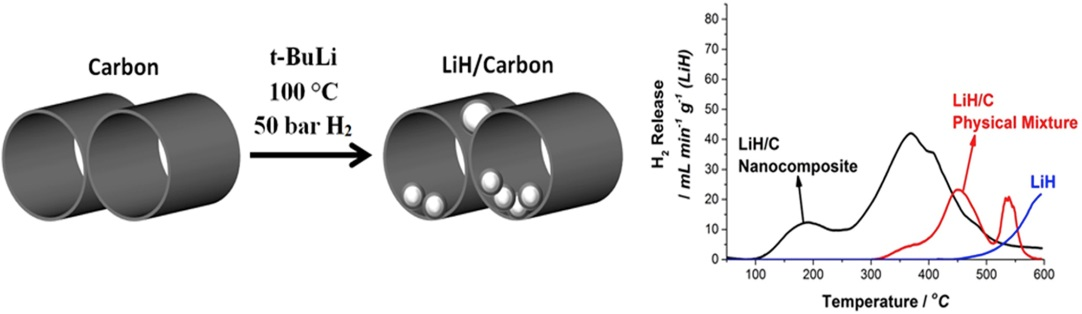 Carbon
t-BuLi
100 °C
50 bar H₂
LiH/Carbon
H₂ Release
/ mL min⁻¹ g⁻¹ (LiH)
80
70
60
50
40
30
20
10
0
LiH/C
Nanocomposite
LiH/C
Physical Mixture
LiH
100 200 300 400 500 600
Temperature / °C